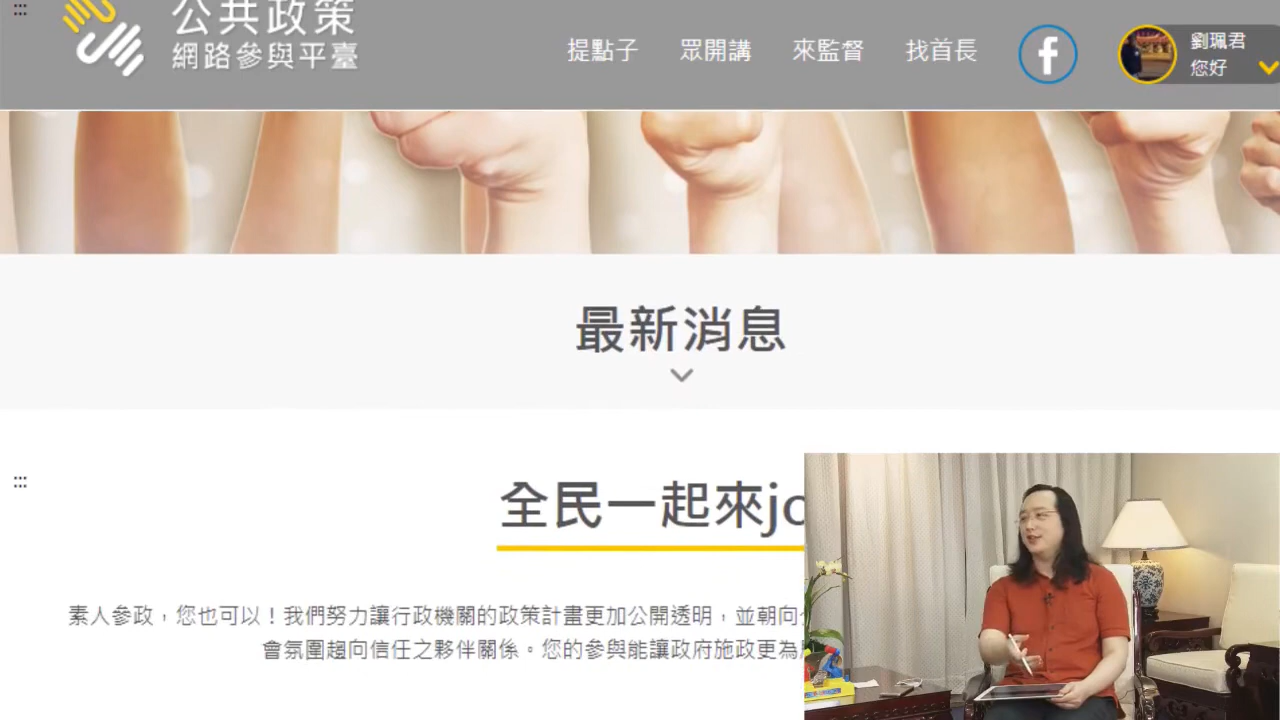 公共政策
網路參與平臺
提點子 眾開講 來監督 找首長
劉珮君
您好
最新消息
全民一起來jo
素人參政，您也可以！我們努力讓行政機關的政策計畫更加公開透明，並朝向
會氛圍趨向信任之夥伴關係。您的參與能讓政府施政更為